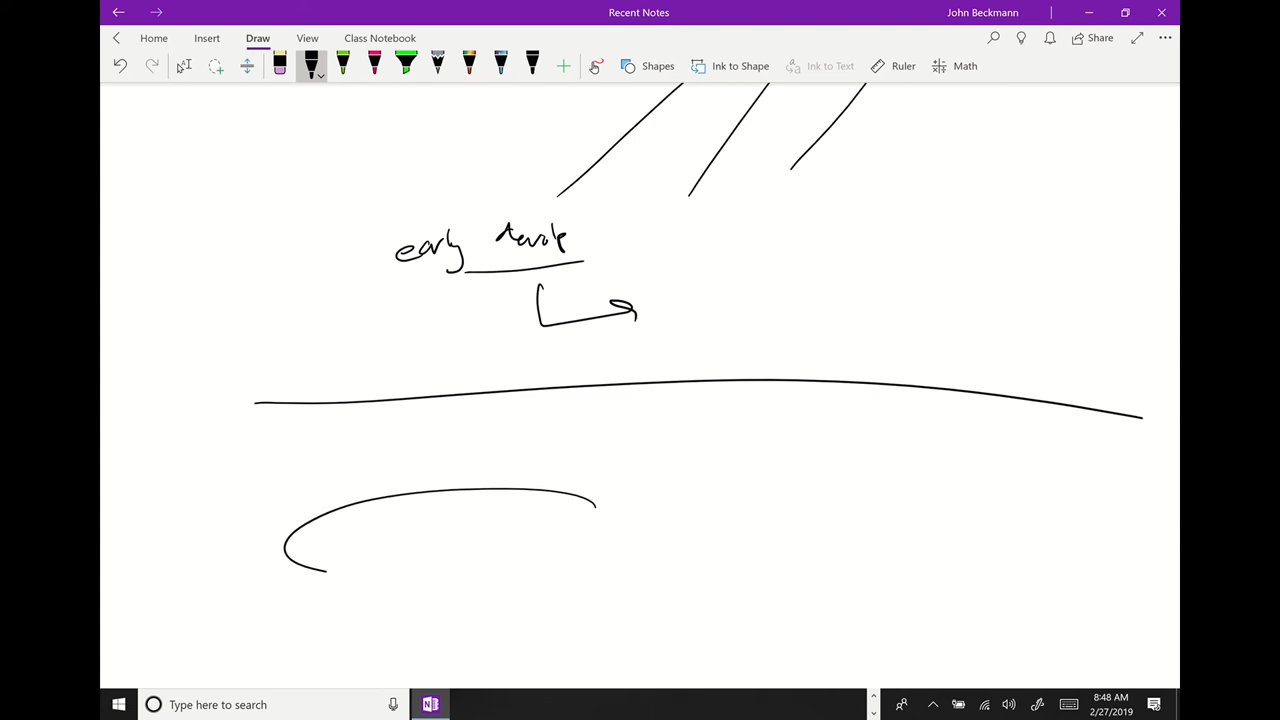 Recent Notes
John Beckmann
Home Insert Draw View Class Notebook
Share
Shapes Ink to Shape Ink to Text Ruler Math
early
Type here to search
8:48 AM
2/27/2019